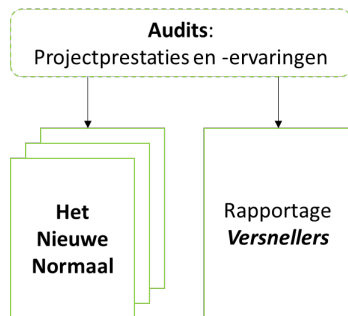 Audits:
Projectprestaties en -ervaringen
Het
Nieuwe
Normaal
Rapportage
Versnellers